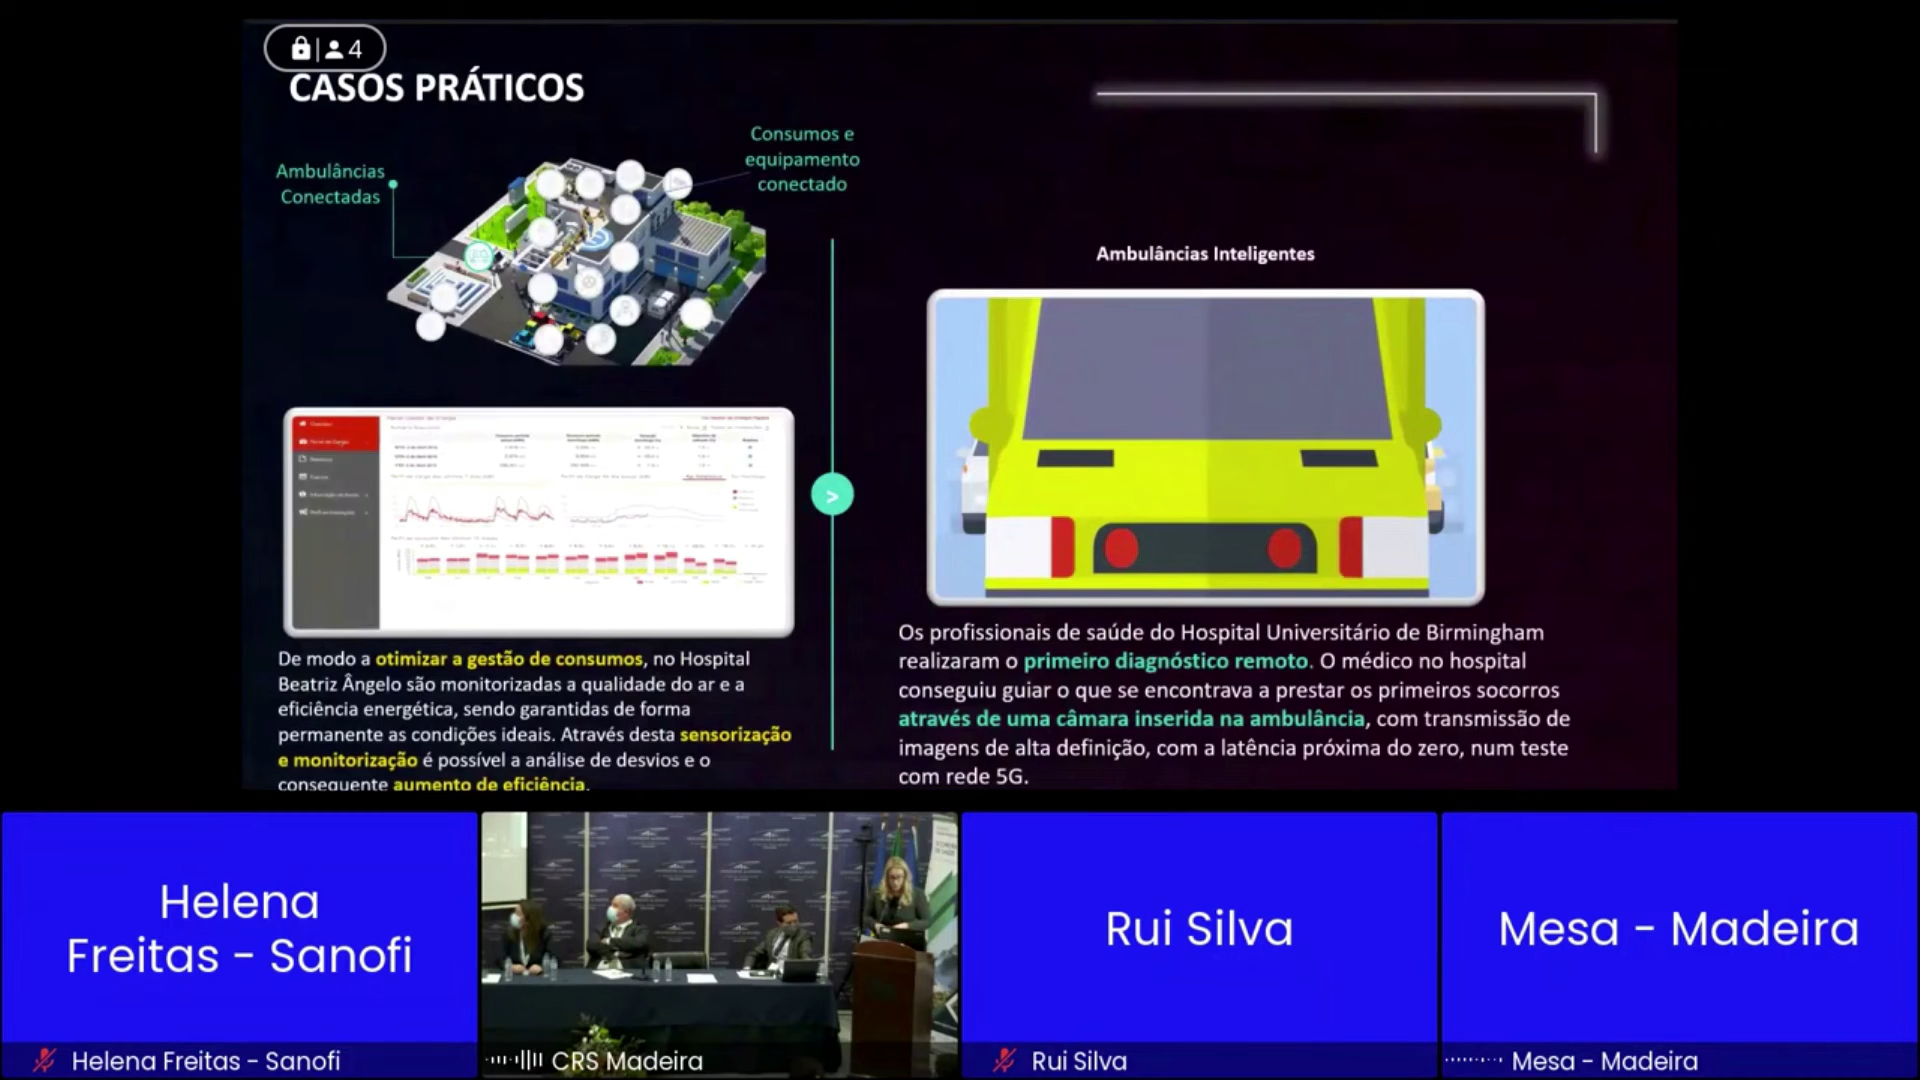 4
CASOS PRÁTICOS
Ambulâncias
Conectadas
Consumos e
equipamento
conectado
De modo a otimizar a gestão de consumos, no Hospital
Beatriz Ângelo são monitorizadas a qualidade do ar e a
eficiência energética, sendo garantidas de forma
permanente as condições ideais. Através desta sensorização
e monitorização é possível a análise de desvios e o
consequente aumento de eficiência.
>
Ambulâncias Inteligentes
Os profissionais de saúde do Hospital Universitário de Birmingham
realizaram o primeiro diagnóstico remoto. O médico no hospital
conseguiu guiar o que se encontrava a prestar os primeiros socorros
através de uma câmara inserida na ambulância, com transmissão de
imagens de alta definição, com a latência próxima do zero, num teste
com rede 5G.
Helena
Freitas - Sanofi
Helena Freitas - Sanofi
CRS Madeira
Rui Silva
Rui Silva
Mesa - Madeira
Mesa - Madeira